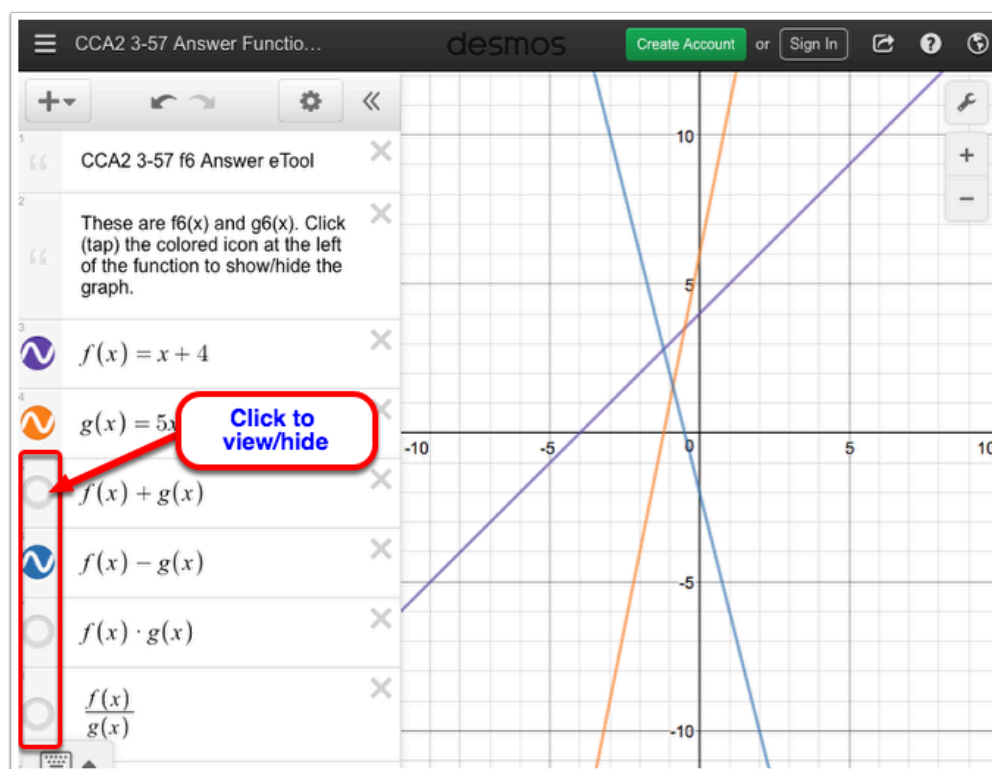 CCA2 3-57 Answer Functio...
desmos
Create Account or Sign In
1
CCA2 3-57 f6 Answer eTool
2
These are f6(x) and g6(x). Click
(tap) the colored icon at the left
of the function to show/hide the
graph.
3
f(x) = x + 4
4
g(x) = 5x
Click to
view/hide
f(x) + g(x)
f(x) − g(x)
f(x) · g(x)
f(x)
g(x)
10
5
-10 -5 0 5 10
-5
-10